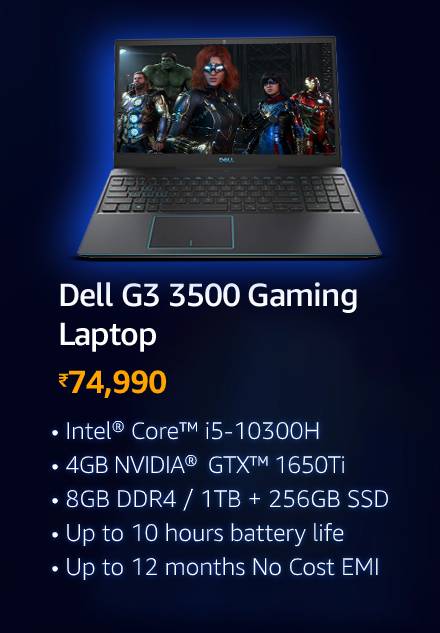 DELL
Dell G3 3500 Gaming
Laptop
₹74,990
• Intel® Core™ i5-10300H
• 4GB NVIDIA® GTX™ 1650Ti
• 8GB DDR4 / 1TB + 256GB SSD
• Up to 10 hours battery life
• Up to 12 months No Cost EMI